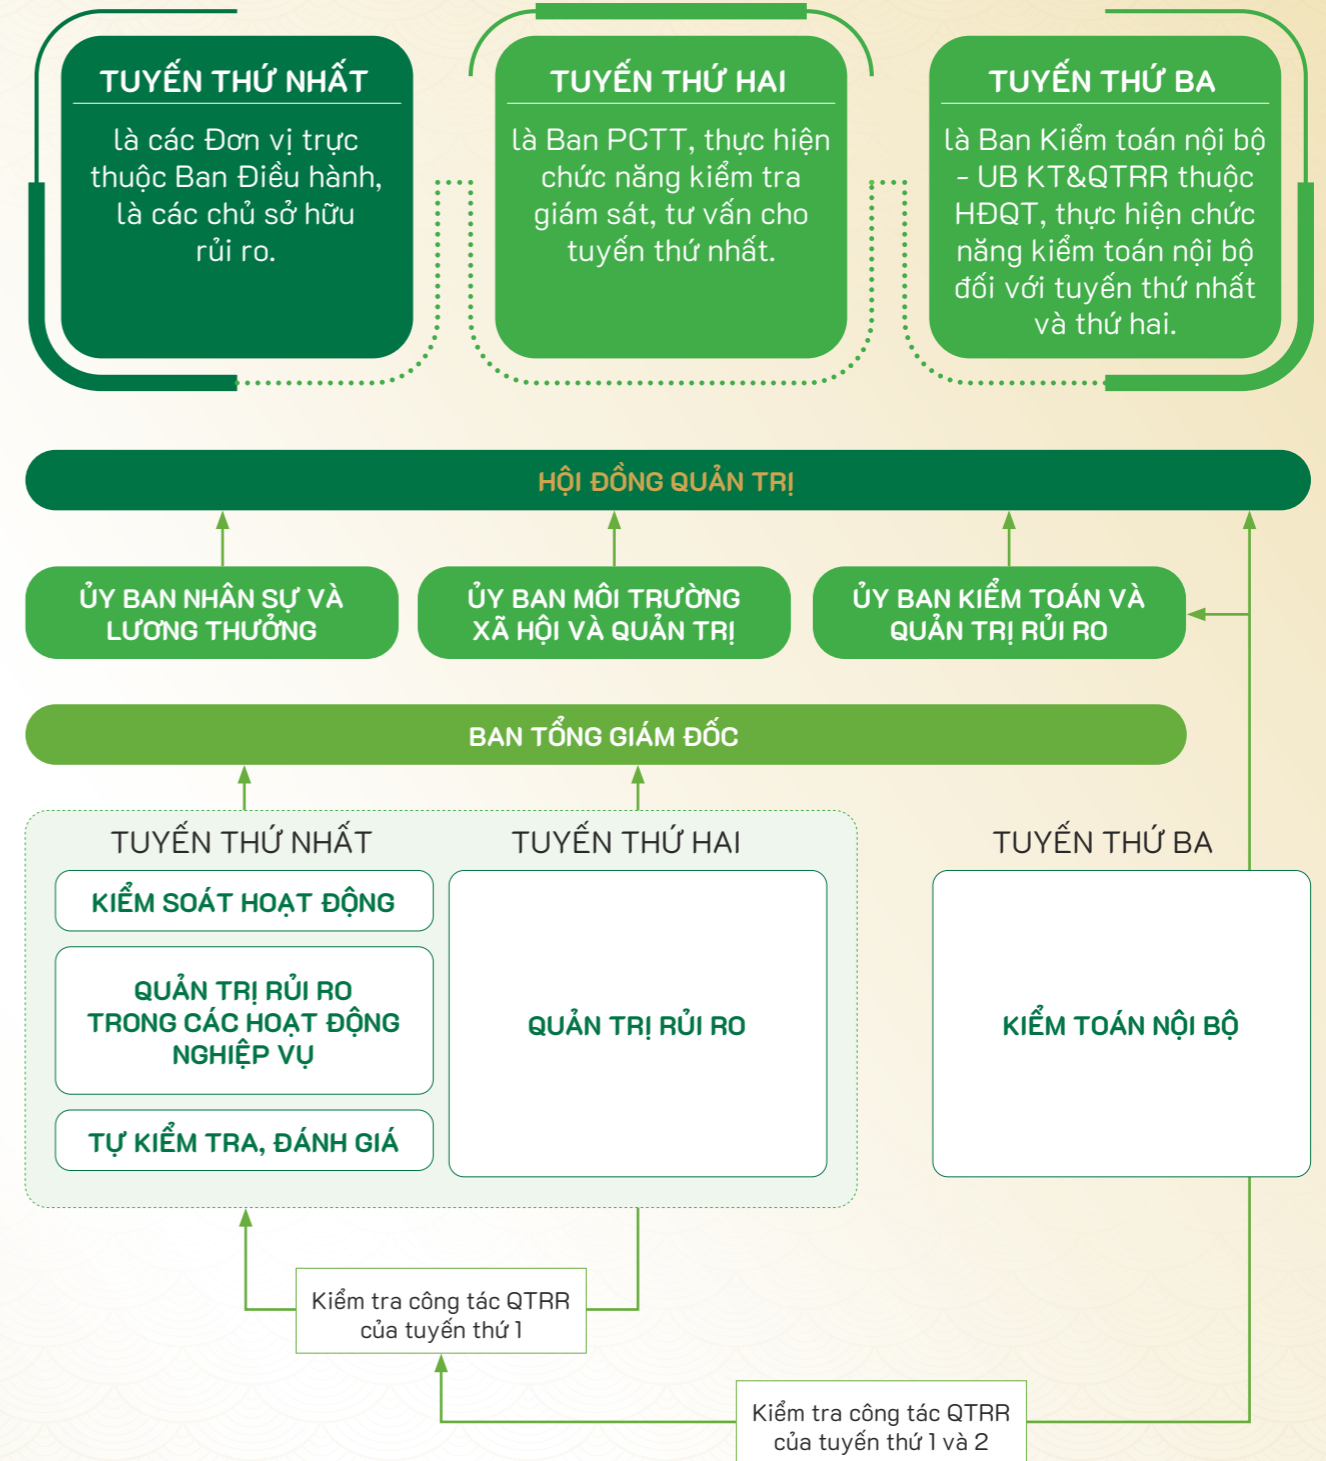 TUYẾN THỨ NHẤT
là các Đơn vị trực
thuộc Ban Điều hành,
là các chủ sở hữu
rủi ro.
TUYẾN THỨ HAI
là Ban PCTT, thực hiện
chức năng kiểm tra
giám sát, tư vấn cho
tuyến thứ nhất.
TUYẾN THỨ BA
là Ban Kiểm toán nội bộ
- UB KT&QTRR thuộc
HĐQT, thực hiện chức
năng kiểm toán nội bộ
đối với tuyến thứ nhất
và thứ hai.
HỘI ĐỒNG QUẢN TRỊ
ỦY BAN NHÂN SỰ VÀ
LƯƠNG THƯỞNG
ỦY BAN MÔI TRƯỜNG
XÃ HỘI VÀ QUẢN TRỊ
ỦY BAN KIỂM TOÁN VÀ
QUẢN TRỊ RỦI RO
BAN TỔNG GIÁM ĐỐC
TUYẾN THỨ NHẤT
KIỂM SOÁT HOẠT ĐỘNG
QUẢN TRỊ RỦI RO
TRONG CÁC HOẠT ĐỘNG
NGHIỆP VỤ
TỰ KIỂM TRA, ĐÁNH GIÁ
TUYẾN THỨ HAI
QUẢN TRỊ RỦI RO
TUYẾN THỨ BA
KIỂM TOÁN NỘI BỘ
Kiểm tra công tác QTRR
của tuyến thứ 1
Kiểm tra công tác QTRR
của tuyến thứ 1 và 2